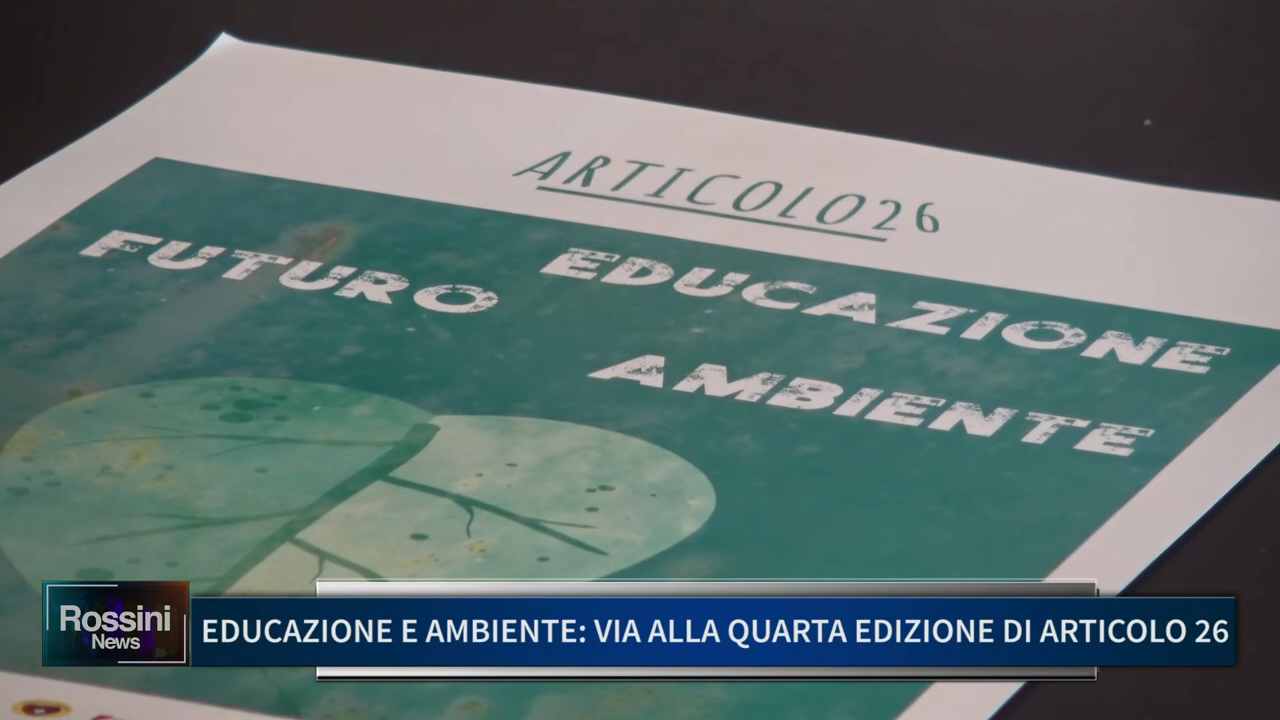 ARTICOLO26
FUTURO EDUCAZIONE
AMBIENTE
Rossini
News
EDUCAZIONE E AMBIENTE: VIA ALLA QUARTA EDIZIONE DI ARTICOLO 26